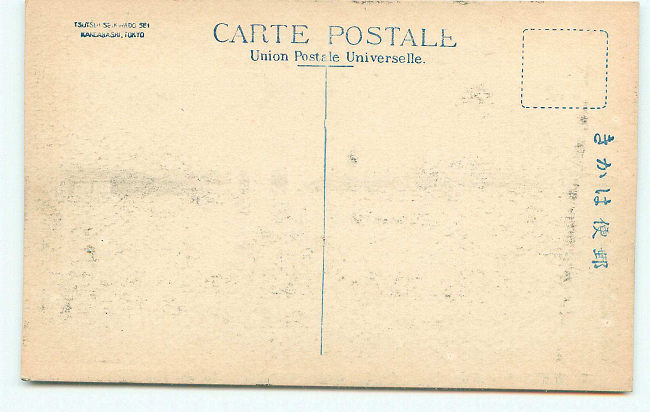 TSUTSUI SEIKWADO SEI
KANDABASHI, TOKYO
CARTE POSTALE
Union Postale Universelle.
きかは便郵